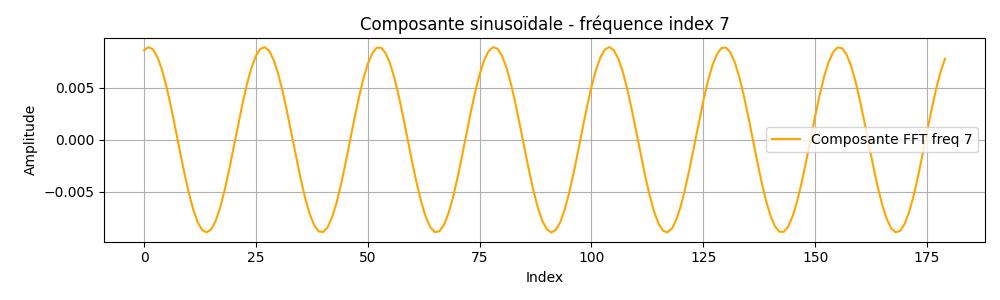 Composante sinusoïdale - fréquence index 7
Amplitude
0.005
0.000
−0.005
Composante FFT freq 7
0 25 50 75 100 125 150 175
Index